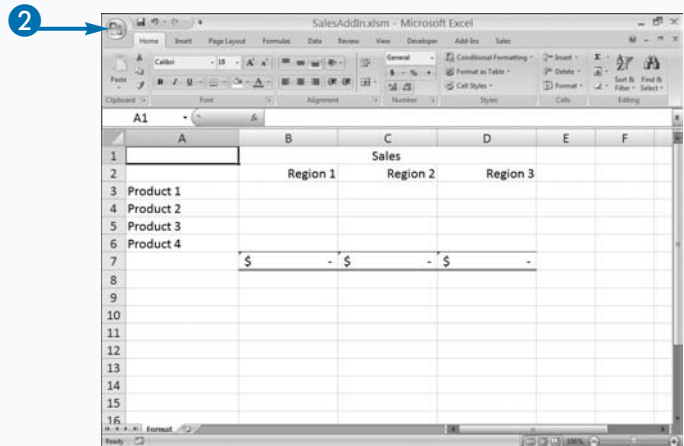 2
SalesAddIn.xlsm - Microsoft Excel
Home Insert Page Layout Formulas Data Review View Developer Add-Ins Sales
Calibri 18 General Conditional Formatting Insert
Paste B I U $ % , Format as Table Delete Sort & Find &
Cell Styles Format Filter Select
Clipboard Font Alignment Number Styles Cells Editing
A1 fx
A B C D E F
1 Sales
2 Region 1 Region 2 Region 3
3 Product 1
4 Product 2
5 Product 3
6 Product 4
7 $ - $ - $ -
8
9
10
11
12
13
14
15
16
Format
Ready 100%